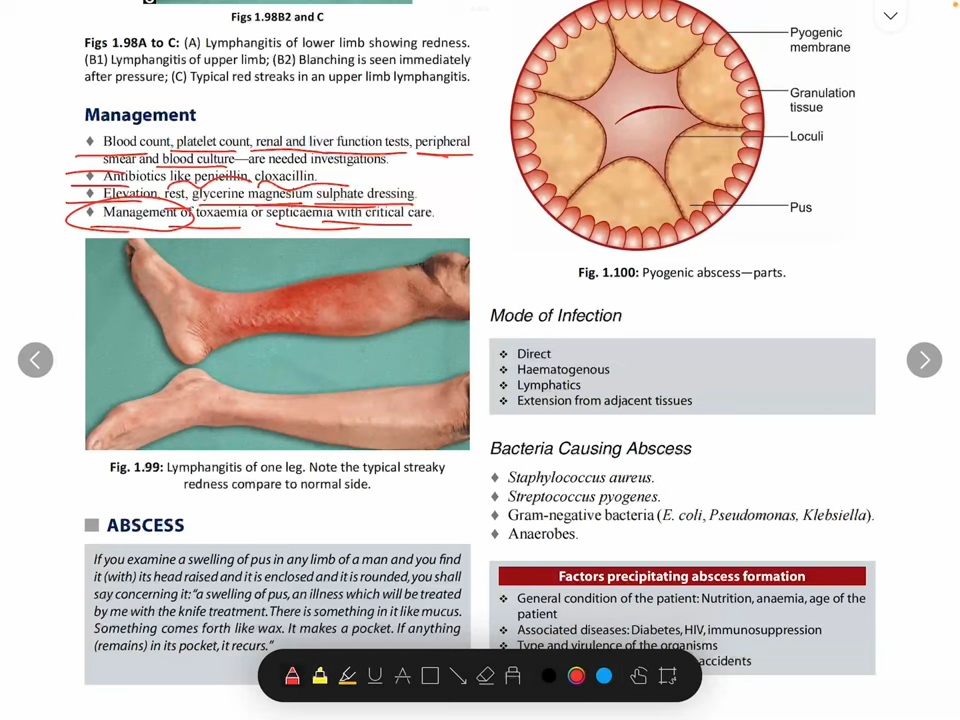 Figs 1.98B2 and C
Figs 1.98A to C: (A) Lymphangitis of lower limb showing redness.
(B1) Lymphangitis of upper limb; (B2) Blanching is seen immediately
after pressure; (C) Typical red streaks in an upper limb lymphangitis.
Management
♦ Blood count, platelet count, renal and liver function tests, peripheral
smear and blood culture—are needed investigations.
♦ Antibiotics like penicillin, cloxacillin.
♦ Elevation, rest, glycerine magnesium sulphate dressing.
♦ Management of toxaemia or septicaemia with critical care.
Fig. 1.99: Lymphangitis of one leg. Note the typical streaky
redness compare to normal side.
ABSCESS
If you examine a swelling of pus in any limb of a man and you find
it (with) its head raised and it is enclosed and it is rounded, you shall
say concerning it: "a swelling of pus, an illness which will be treated
by me with the knife treatment. There is something in it like mucus.
Something comes forth like wax. It makes a pocket. If anything
(remains) in its pocket, it recurs."
Pyogenic
membrane
Granulation
tissue
Loculi
Pus
Fig. 1.100: Pyogenic abscess—parts.
Mode of Infection
❖ Direct
❖ Haematogenous
❖ Lymphatics
❖ Extension from adjacent tissues
Bacteria Causing Abscess
♦ Staphylococcus aureus.
♦ Streptococcus pyogenes.
♦ Gram-negative bacteria (E. coli, Pseudomonas, Klebsiella).
♦ Anaerobes.
Factors precipitating abscess formation
❖ General condition of the patient: Nutrition, anaemia, age of the
patient
❖ Associated diseases: Diabetes, HIV, immunosuppression
❖ Type and virulence of the organisms
accidents